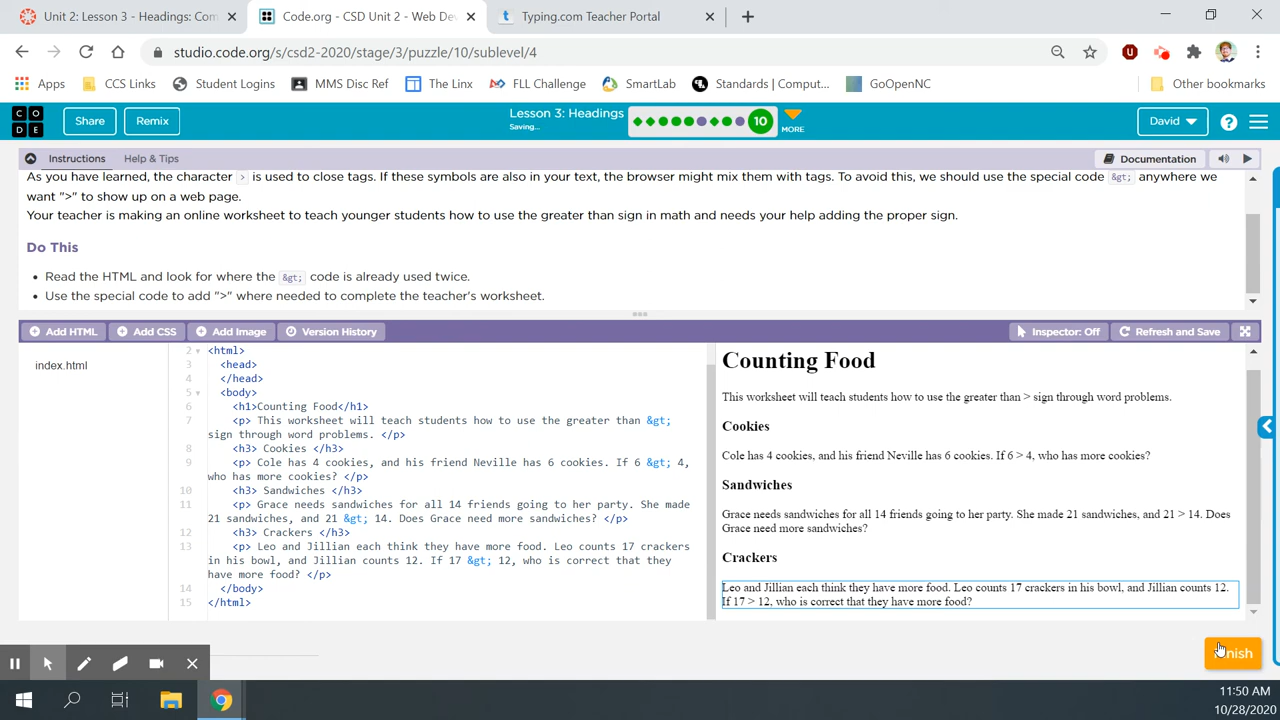 Unit 2: Lesson 3 - Headings: Com
Code.org - CSD Unit 2 - Web De
Typing.com Teacher Portal
studio.code.org/s/csd2-2020/stage/3/puzzle/10/sublevel/4
Apps CCS Links Student Logins MMS Disc Ref The Linx FLL Challenge SmartLab Standards | Comput... GoOpenNC Other bookmarks
CODE
Share
Remix
Lesson 3: Headings
Saving...
10
MORE
David
Instructions
Help & Tips
Documentation
As you have learned, the character > is used to close tags. If these symbols are also in your text, the browser might mix them with tags. To avoid this, we should use the special code &gt; anywhere we
want ">" to show up on a web page.
Your teacher is making an online worksheet to teach younger students how to use the greater than sign in math and needs your help adding the proper sign.
Do This
• Read the HTML and look for where the &gt; code is already used twice.
• Use the special code to add ">" where needed to complete the teacher's worksheet.
Add HTML
Add CSS
Add Image
Version History
Inspector: Off
Refresh and Save
index.html
2 <html>
3 <head>
4 </head>
5 <body>
6 <h1>Counting Food</h1>
7 <p> This worksheet will teach students how to use the greater than &gt;
sign through word problems. </p>
8 <h3> Cookies </h3>
9 <p> Cole has 4 cookies, and his friend Neville has 6 cookies. If 6 &gt; 4,
who has more cookies? </p>
10 <h3> Sandwiches </h3>
11 <p> Grace needs sandwiches for all 14 friends going to her party. She made
21 sandwiches, and 21 &gt; 14. Does Grace need more sandwiches? </p>
12 <h3> Crackers </h3>
13 <p> Leo and Jillian each think they have more food. Leo counts 17 crackers
in his bowl, and Jillian counts 12. If 17 &gt; 12, who is correct that they
have more food? </p>
14 </body>
15 </html>
Counting Food
This worksheet will teach students how to use the greater than > sign through word problems.
Cookies
Cole has 4 cookies, and his friend Neville has 6 cookies. If 6 > 4, who has more cookies?
Sandwiches
Grace needs sandwiches for all 14 friends going to her party. She made 21 sandwiches, and 21 > 14. Does
Grace need more sandwiches?
Crackers
Leo and Jillian each think they have more food. Leo counts 17 crackers in his bowl, and Jillian counts 12.
If 17 > 12, who is correct that they have more food?
Finish
11:50 AM
10/28/2020